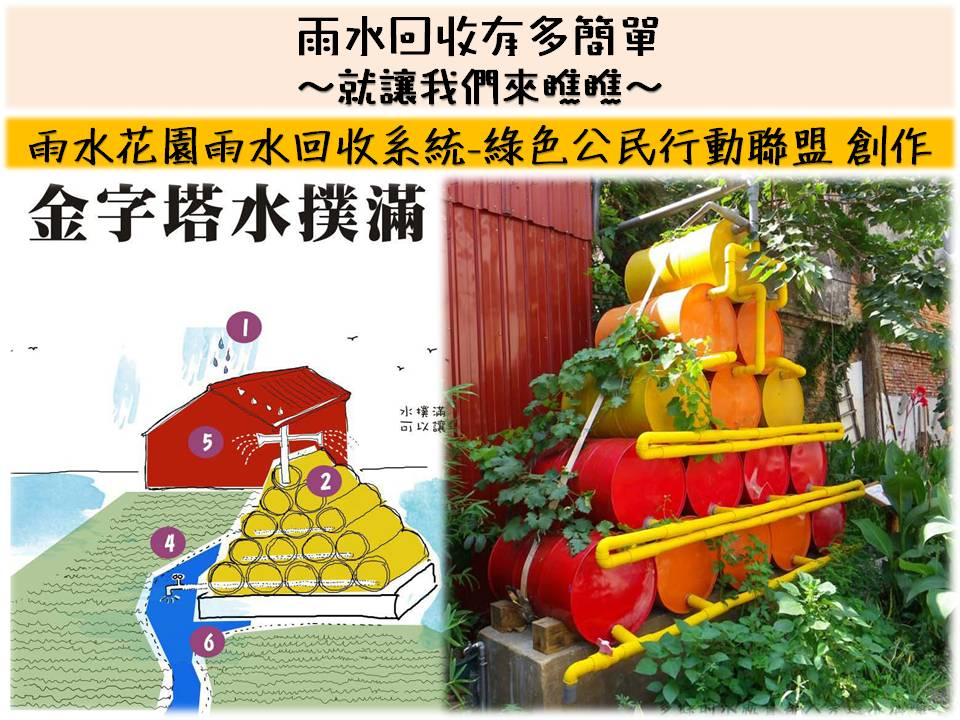 雨水回收有多簡單
～就讓我們來瞧瞧～
雨水花園雨水回收系統-綠色公民行動聯盟 創作
金字塔水撲滿
1
水撲滿
可以讓
5
2
4
6